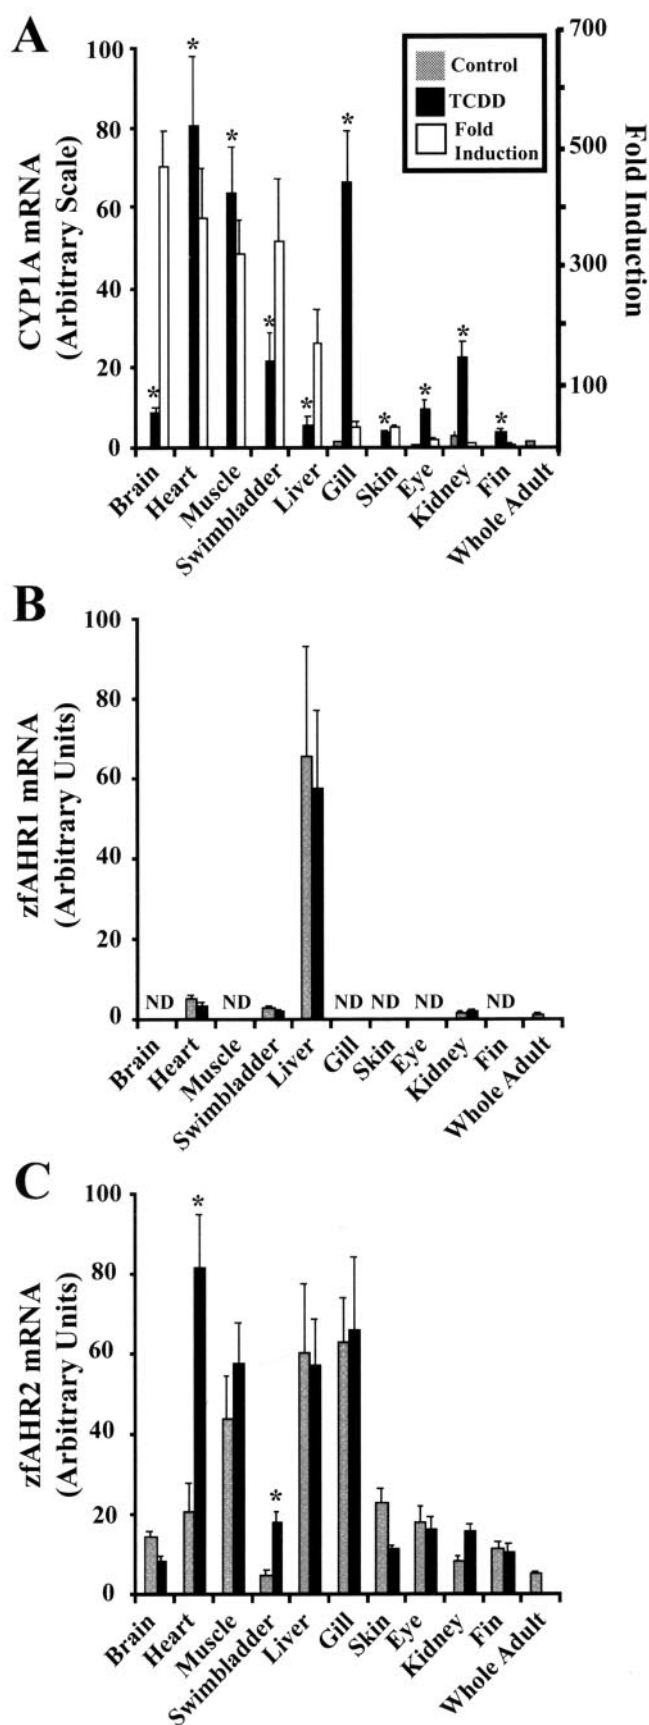 A
CYP1A mRNA
(Arbitrary Scale)
100
80
60
40
20
0
700
500
300
100
Fold Induction
Control
TCDD
Fold
Induction
* * * * * * * * * *
Brain Heart Muscle Swimbladder Liver Gill Skin Eye Kidney Fin Whole Adult
B
zfAHR1 mRNA
(Arbitrary Units)
100
80
60
40
20
0
ND ND ND ND ND ND
Brain Heart Muscle Swimbladder Liver Gill Skin Eye Kidney Fin Whole Adult
C
zfAHR2 mRNA
(Arbitrary Units)
100
80
60
40
20
0
* *
Brain Heart Muscle Swimbladder Liver Gill Skin Eye Kidney Fin Whole Adult